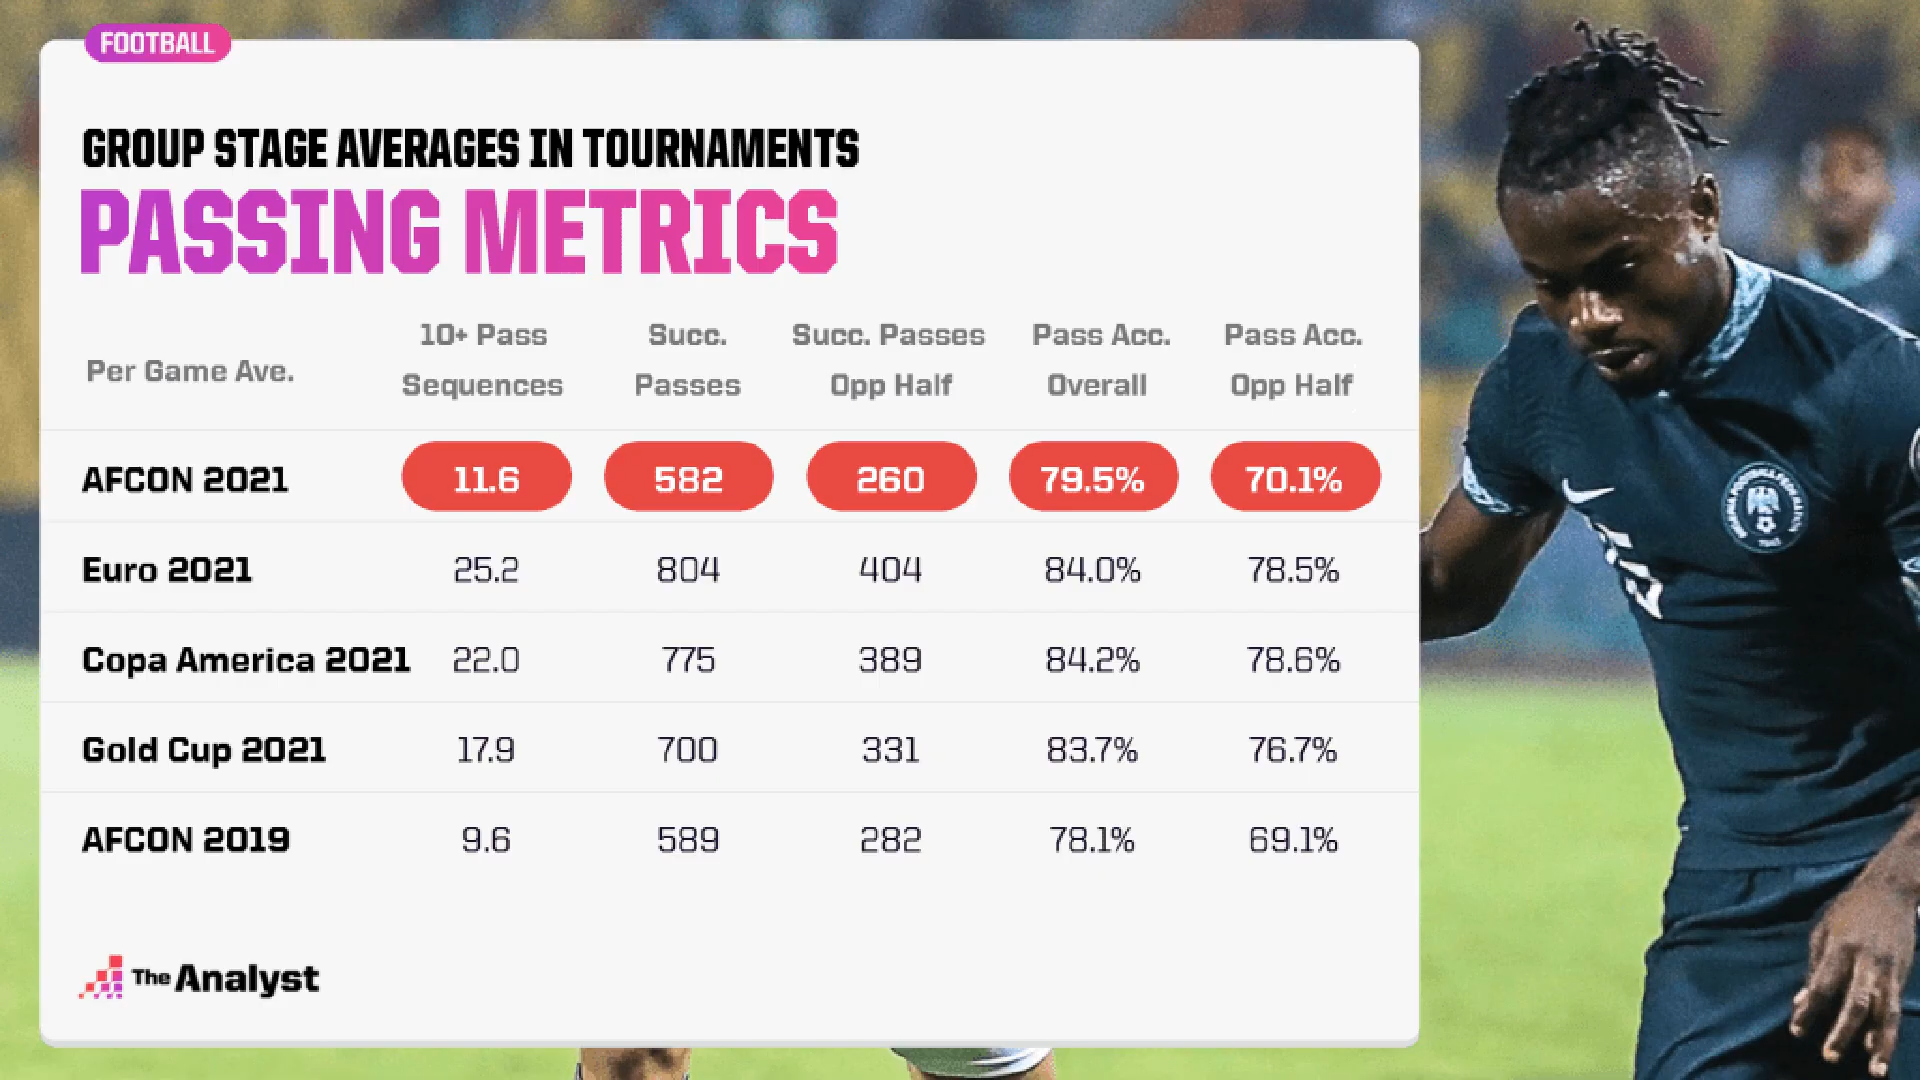 FOOTBALL
GROUP STAGE AVERAGES IN TOURNAMENTS
PASSING METRICS
Per Game Ave. 10+ Pass Sequences Succ. Passes Succ. Passes Opp Half Pass Acc. Overall Pass Acc. Opp Half
AFCON 2021 11.6 582 260 79.5% 70.1%
Euro 2021 25.2 804 404 84.0% 78.5%
Copa America 2021 22.0 775 389 84.2% 78.6%
Gold Cup 2021 17.9 700 331 83.7% 76.7%
AFCON 2019 9.6 589 282 78.1% 69.1%
The Analyst